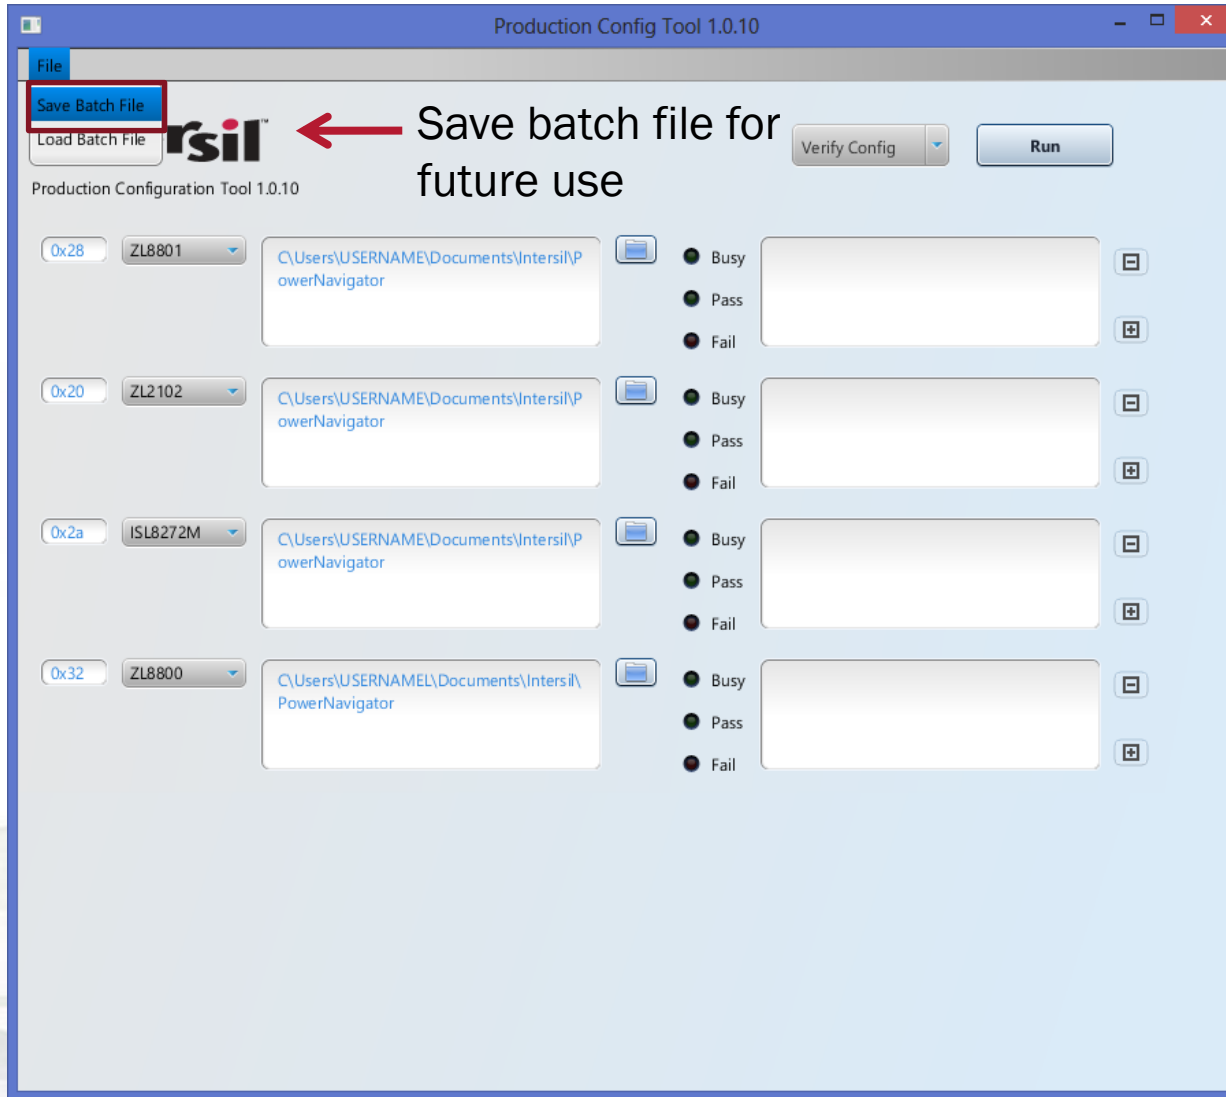 Production Config Tool 1.0.10
File
Save Batch File
Load Batch File
rsil™
Save batch file for
future use
Verify Config
Run
Production Configuration Tool 1.0.10
0x28
ZL8801
C\Users\USERNAME\Documents\Intersil\P
owerNavigator
Busy
Pass
Fail
0x20
ZL2102
C\Users\USERNAME\Documents\Intersil\P
owerNavigator
Busy
Pass
Fail
0x2a
ISL8272M
C\Users\USERNAME\Documents\Intersil\P
owerNavigator
Busy
Pass
Fail
0x32
ZL8800
C\Users\USERNAMEL\Documents\Intersil\
PowerNavigator
Busy
Pass
Fail